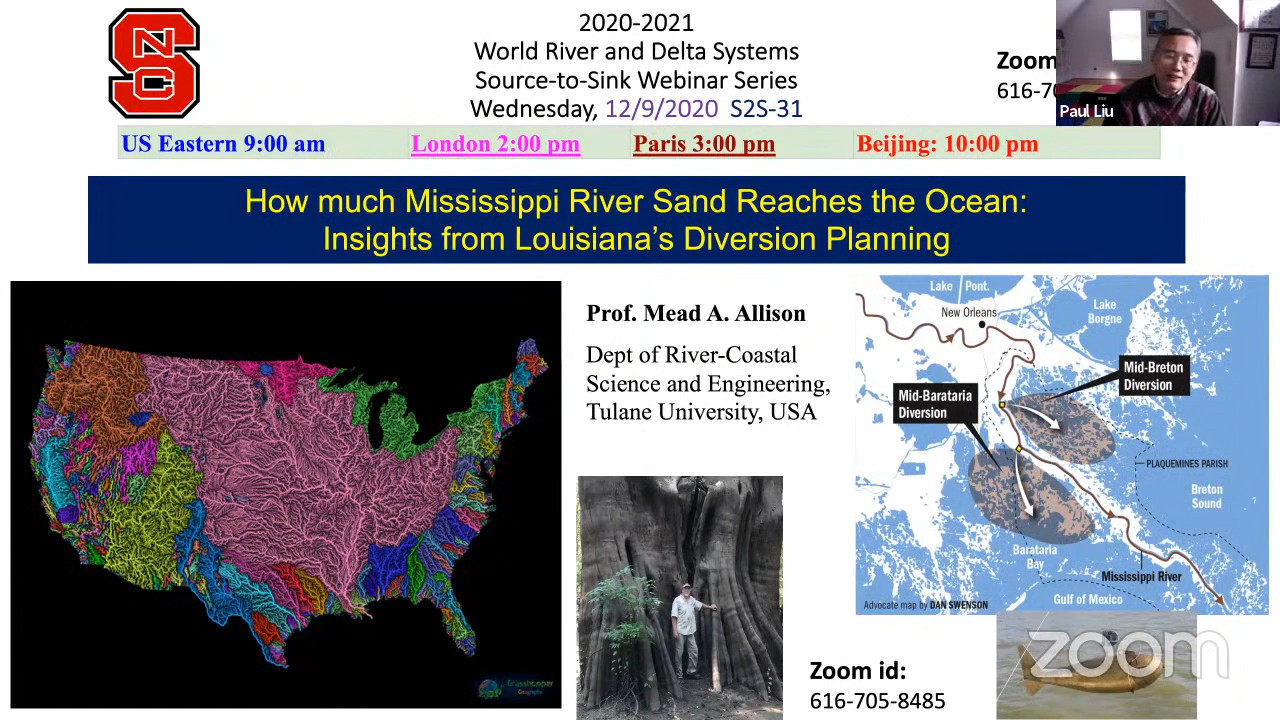 2020-2021
World River and Delta Systems
Source-to-Sink Webinar Series
Wednesday, 12/9/2020 S2S-31
NC
Zoom
616-70
Paul Liu
US Eastern 9:00 am London 2:00 pm Paris 3:00 pm Beijing: 10:00 pm
How much Mississippi River Sand Reaches the Ocean:
Insights from Louisiana’s Diversion Planning
Prof. Mead A. Allison
Dept of River-Coastal
Science and Engineering,
Tulane University, USA
Lake Pont.
New Orleans
Lake
Borgne
Mid-Breton
Diversion
Mid-Barataria
Diversion
PLAQUEMINES PARISH
Breton
Sound
Barataria
Bay
Mississippi River
Gulf of Mexico
Advocate map by DAN SWENSON
Grasshopper
Geography
Zoom id:
616-705-8485
zoom